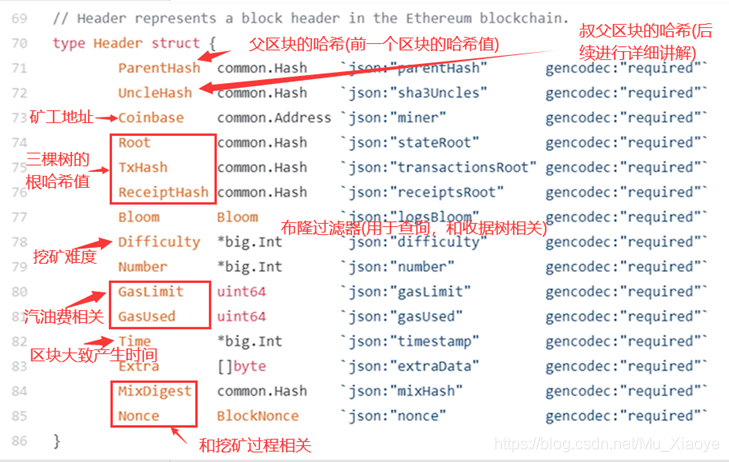 69 // Header represents a block header in the Ethereum blockchain.
70 type Header struct {
父区块的哈希(前一个区块的哈希值)
叔父区块的哈希(后续进行详细讲解)
71 ParentHash common.Hash `json:"parentHash" gencodec:"required"`
72 UncleHash common.Hash `json:"sha3Uncles" gencodec:"required"`
矿工地址
73 Coinbase common.Address `json:"miner" gencodec:"required"`
74 Root common.Hash `json:"stateRoot" gencodec:"required"`
三棵树的根哈希值
75 TxHash common.Hash `json:"transactionsRoot" gencodec:"required"`
76 ReceiptHash common.Hash `json:"receiptsRoot" gencodec:"required"`
77 Bloom Bloom `json:"logsBloom" gencodec:"required"`
布隆过滤器(用于查询，和收据树相关)
78 Difficulty *big.Int `json:"difficulty" gencodec:"required"`
挖矿难度
79 Number *big.Int `json:"number" gencodec:"required"`
80 GasLimit uint64 `json:"gasLimit" gencodec:"required"`
汽油费相关
81 GasUsed uint64 `json:"gasUsed" gencodec:"required"`
82 Time *big.Int `json:"timestamp" gencodec:"required"`
区块大致产生时间
83 Extra []byte `json:"extraData" gencodec:"required"`
84 MixDigest common.Hash `json:"mixHash" gencodec:"required"`
85 Nonce BlockNonce `json:"nonce" gencodec:"required"`
和挖矿过程相关
86 }
https://blog.csdn.net/Mu_Xiaoye